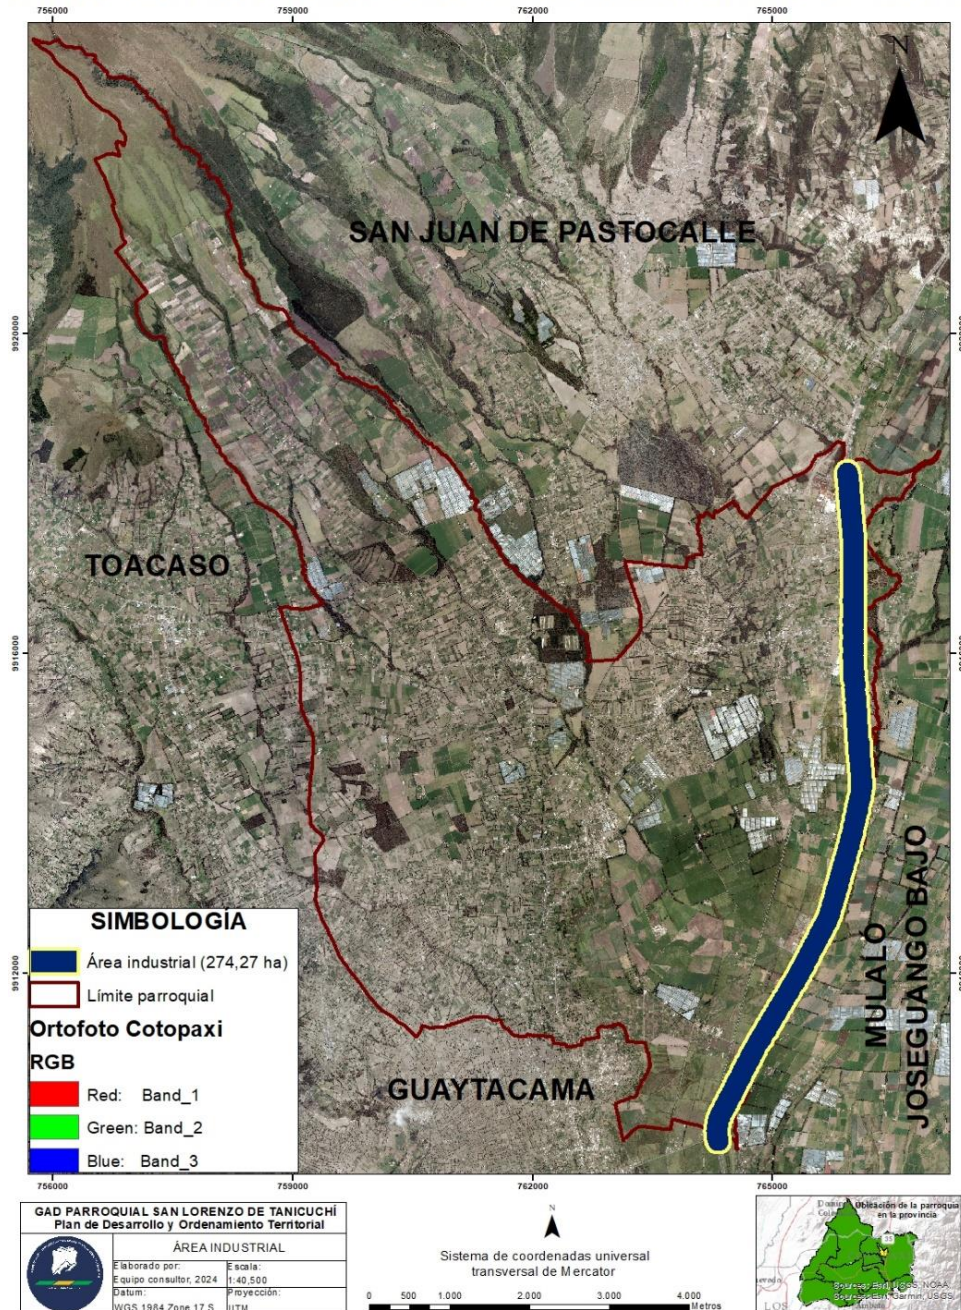 756000
759000
762000
765000
N
SAN JUAN DE PASTOCALLE
9920000
TOACASO
9916000
MULALÓ
JOSEGUANGO BAJO
SIMBOLOGÍA
Área industrial (274,27 ha)
9912000
Límite parroquial
Ortofoto Cotopaxi
RGB
GUAYTACAMA
Red: Band_1
Green: Band_2
Blue: Band_3
756000
759000
762000
765000
GAD PARROQUIAL SAN LORENZO DE TANICUCHÍ
Plan de Desarrollo y Ordenamiento Territorial
ÁREA INDUSTRIAL
Elaborado por:
Equipo consultor, 2024
Escala:
1:40,500
Datum:
WGS 1984 Zone 17 S
Proyección:
UTM
N
Sistema de coordenadas universal
transversal de Mercator
0 500 1.000 2.000 3.000 4.000
Metros
Ubicación de la parroquia
en la provincia
35